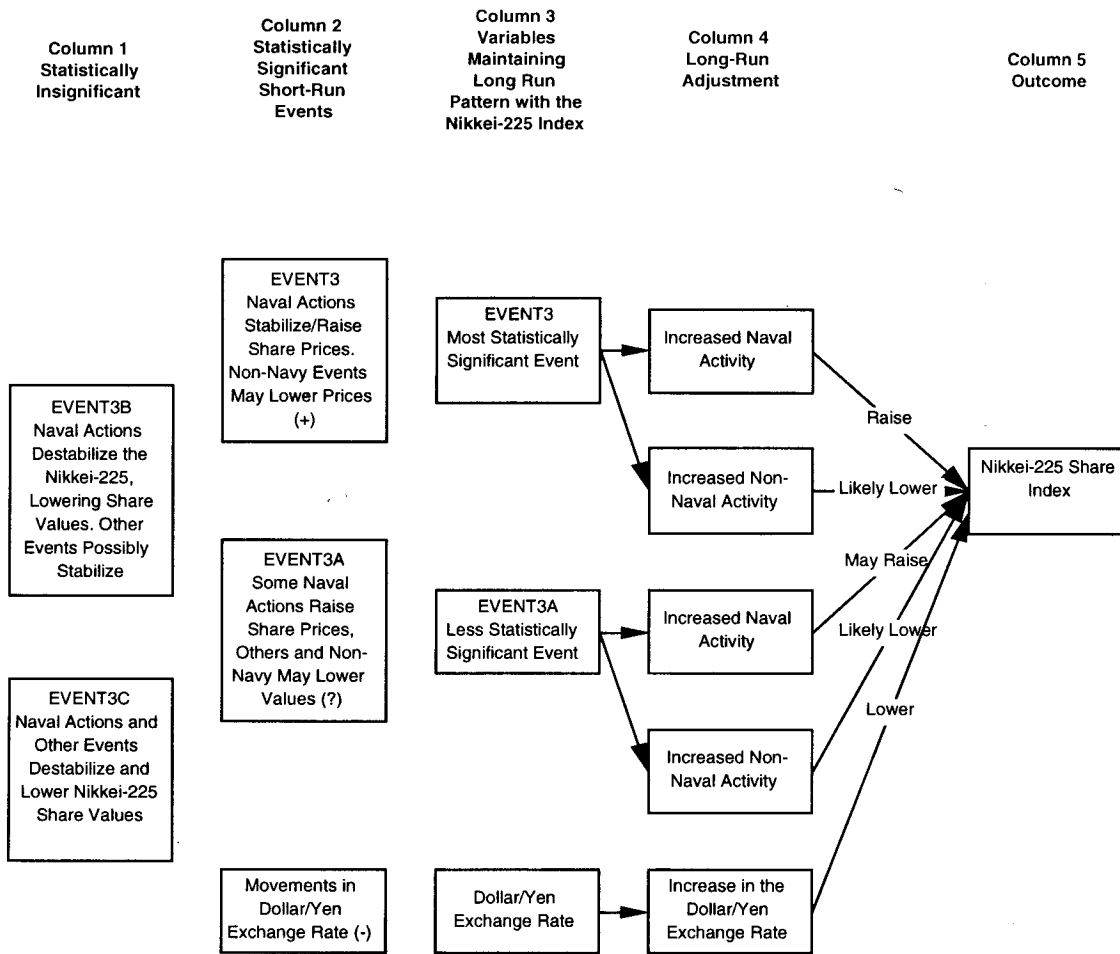 Column 1
Statistically
Insignificant
Column 2
Statistically
Significant
Short-Run
Events
Column 3
Variables
Maintaining
Long Run
Pattern with the
Nikkei-225 Index
Column 4
Long-Run
Adjustment
Column 5
Outcome
EVENT3B
Naval Actions
Destabilize the
Nikkei-225,
Lowering Share
Values. Other
Events Possibly
Stabilize
EVENT3C
Naval Actions and
Other Events
Destabilize and
Lower Nikkei-225
Share Values
EVENT3
Naval Actions
Stabilize/Raise
Share Prices.
Non-Navy Events
May Lower Prices
(+)
EVENT3A
Some Naval
Actions Raise
Share Prices,
Others and Non-
Navy May Lower
Values (?)
Movements in
Dollar/Yen
Exchange Rate (-)
EVENT3
Most Statistically
Significant Event
EVENT3A
Less Statistically
Significant Event
Dollar/Yen
Exchange Rate
Increased Naval
Activity
Increased Non-
Naval Activity
Increased Naval
Activity
Increased Non-
Naval Activity
Increase in the
Dollar/Yen
Exchange Rate
Raise
Likely Lower
May Raise
Likely Lower
Lower
Nikkei-225 Share
Index